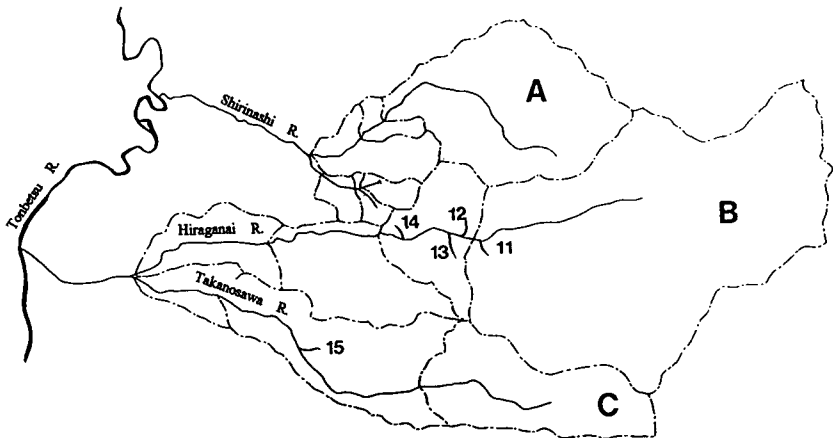 A
Shirinashi R.
B
Tonbetsu R.
12
14
Hiraganai R.
13
11
Takanosawa R.
15
C